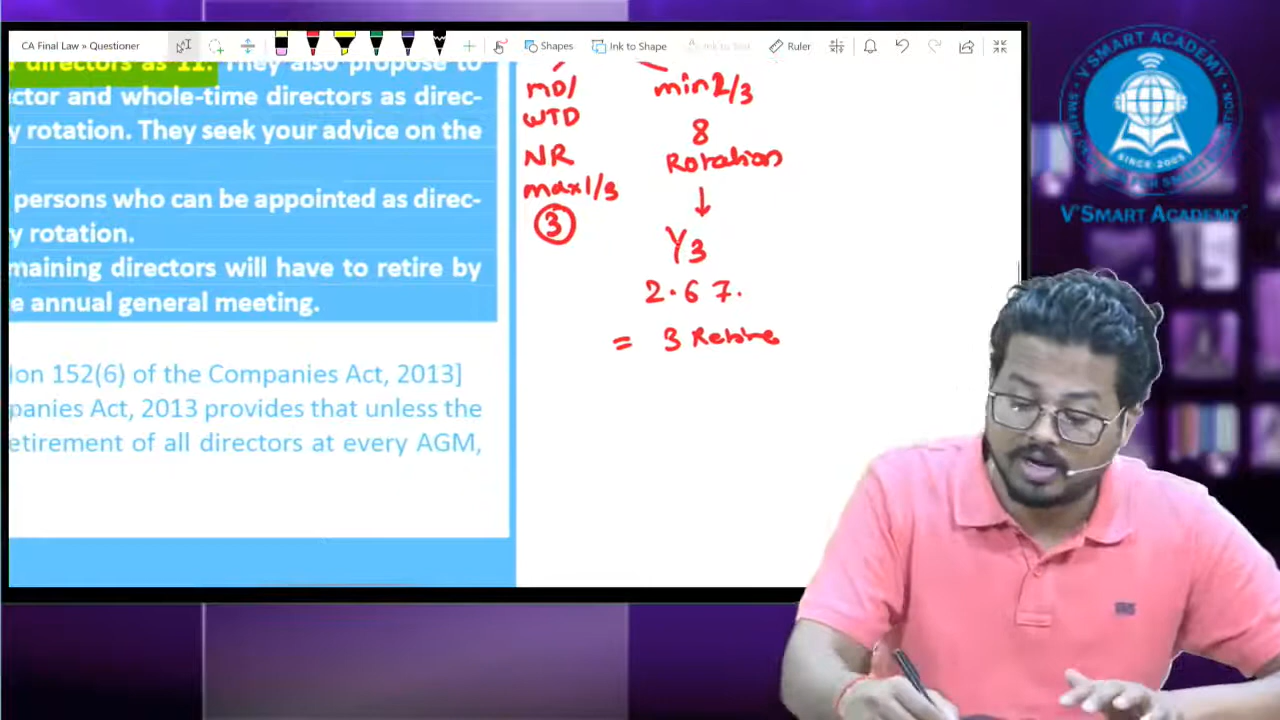 CA Final Law » Questioner
Shapes
Ink to Shape
Ruler
directors as 11. They also propose to
ctor and whole-time directors as direc-
y rotation. They seek your advice on the
persons who can be appointed as direc-
y rotation.
maining directors will have to retire by
e annual general meeting.
ion 152(6) of the Companies Act, 2013]
panies Act, 2013 provides that unless the
etirement of all directors at every AGM,
MD/
WTD
NR
max 1/3
3
min 2/3
8
Rotation
↓
Y3
2.67.
= 3 Retire
V'SMART ACADEMY
SINCE 2005
V'Smart Academy